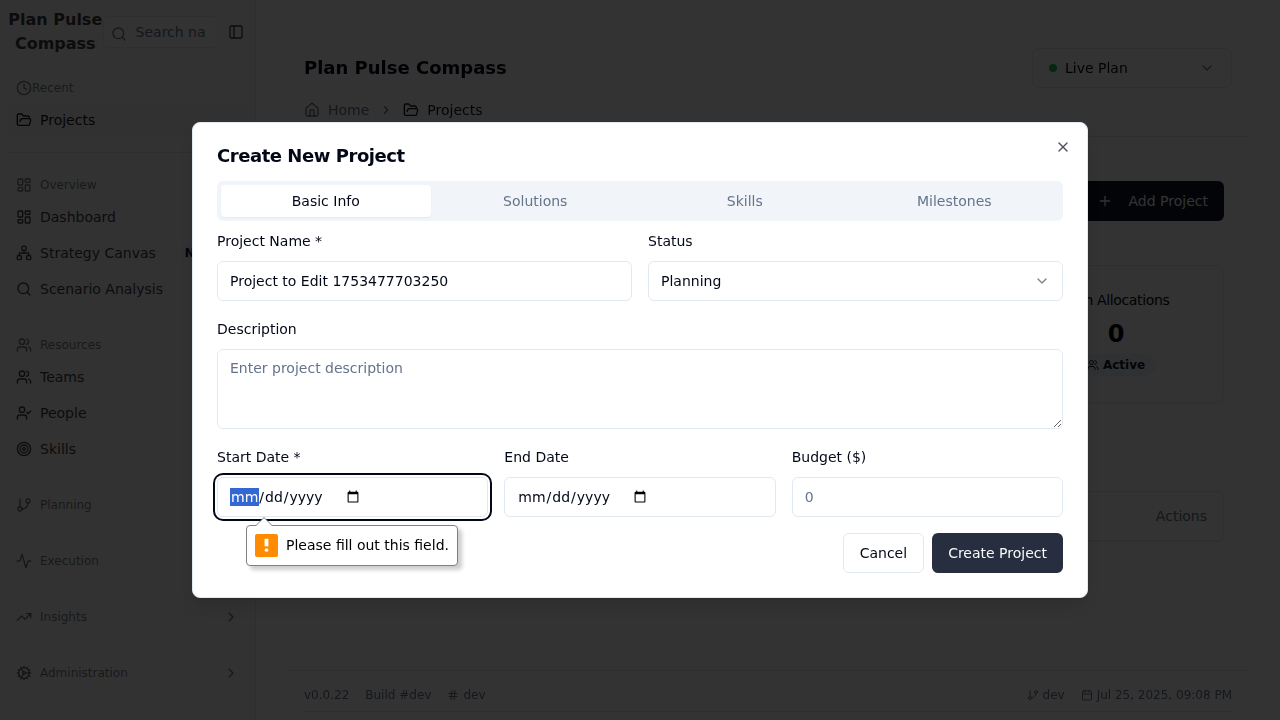 Plan Pulse
Compass
Search na
Recent
Projects
Overview
Dashboard
Strategy Canvas
Scenario Analysis
Resources
Teams
People
Skills
Planning
Execution
Insights
Administration
Plan Pulse Compass
Live Plan
Home
Projects
Add Project
Allocations
0
Active
Actions
Create New Project
Basic Info
Solutions
Skills
Milestones
Project Name *
Status
Project to Edit 1753477703250
Planning
Description
Enter project description
Start Date *
End Date
Budget ($)
mm/dd/yyyy
mm/dd/yyyy
0
Please fill out this field.
Cancel
Create Project
v0.0.22
Build #dev
dev
dev
Jul 25, 2025, 09:08 PM